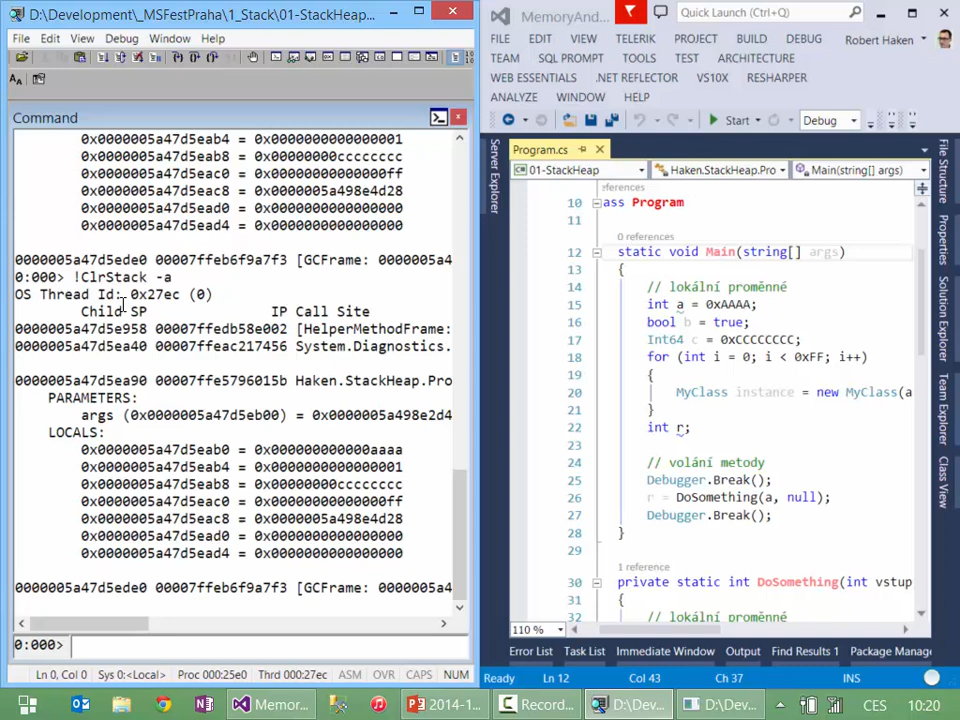 D:\Development\_MSFestPraha\1_Stack\01-StackHeap\...
File Edit View Debug Window Help
Command
0x0000005a47d5eab4 = 0x0000000000000001
0x0000005a47d5eab8 = 0x00000000cccccccc
0x0000005a47d5eac0 = 0x00000000000000ff
0x0000005a47d5eac8 = 0x0000005a498e4d28
0x0000005a47d5ead0 = 0x0000000000000000
0x0000005a47d5ead4 = 0x0000000000000000
0000005a47d5ede0 00007ffeb6f9a7f3 [GCFrame: 0000005a4
0:000> !ClrStack -a
OS Thread Id: 0x27ec (0)
Child SP IP Call Site
0000005a47d5e958 00007ffedb58e002 [HelperMethodFrame:
0000005a47d5ea40 00007ffeac217456 System.Diagnostics.
0000005a47d5ea90 00007ffe5796015b Haken.StackHeap.Pro
PARAMETERS:
args (0x0000005a47d5eb00) = 0x0000005a498e2d4
LOCALS:
0x0000005a47d5eab0 = 0x000000000000aaaa
0x0000005a47d5eab4 = 0x0000000000000001
0x0000005a47d5eab8 = 0x00000000cccccccc
0x0000005a47d5eac0 = 0x00000000000000ff
0x0000005a47d5eac8 = 0x0000005a498e4d28
0x0000005a47d5ead0 = 0x0000000000000000
0x0000005a47d5ead4 = 0x0000000000000000
0000005a47d5ede0 00007ffeb6f9a7f3 [GCFrame: 0000005a4
0:000>
Ln 0, Col 0 Sys 0:<Local> Proc 000:25e0 Thrd 000:27ec ASM OVR CAPS NUM
MemoryAnd...
Quick Launch (Ctrl+Q)
FILE EDIT VIEW TELERIK PROJECT BUILD DEBUG
Robert Haken
TEAM SQL PROMPT TOOLS TEST ARCHITECTURE
WEB ESSENTIALS .NET REFLECTOR VS10X RESHARPER
ANALYZE WINDOW HELP
Start Debug
Server Explorer
Program.cs
01-StackHeap Haken.StackHeap.Pro Main(string[] args)
references
10 ass Program
11
0 references
12 static void Main(string[] args)
13 {
14 // lokální proměnné
15 int a = 0xAAAA;
16 bool b = true;
17 Int64 c = 0xCCCCCCCC;
18 for (int i = 0; i < 0xFF; i++)
19 {
20 MyClass instance = new MyClass(a
21 }
22 int r;
23
24 // volání metody
25 Debugger.Break();
26 r = DoSomething(a, null);
27 Debugger.Break();
28 }
29
1 reference
30 private static int DoSomething(int vstup
31 {
32 // lokální proměnné
110 %
File Structure
Properties
Team Explorer
Class View
Error List Task List Immediate Window Output Find Results 1 Package Manag
Ready Ln 12 Col 43 Ch 37 INS
Memor... 2014-1... Record... D:\Dev... D:\Dev... CES 10:20